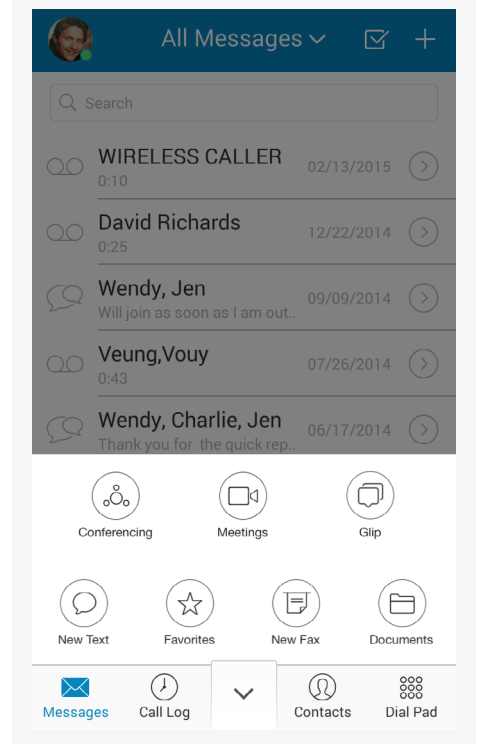 All Messages
Search
WIRELESS CALLER 02/13/2015
0:10
David Richards 12/22/2014
0:25
Wendy, Jen 09/09/2014
Will join as soon as I am out..
Veung,Vouy 07/26/2014
0:43
Wendy, Charlie, Jen 06/17/2014
Thank you for the quick rep..
Conferencing Meetings Glip
New Text Favorites New Fax Documents
Messages Call Log Contacts Dial Pad